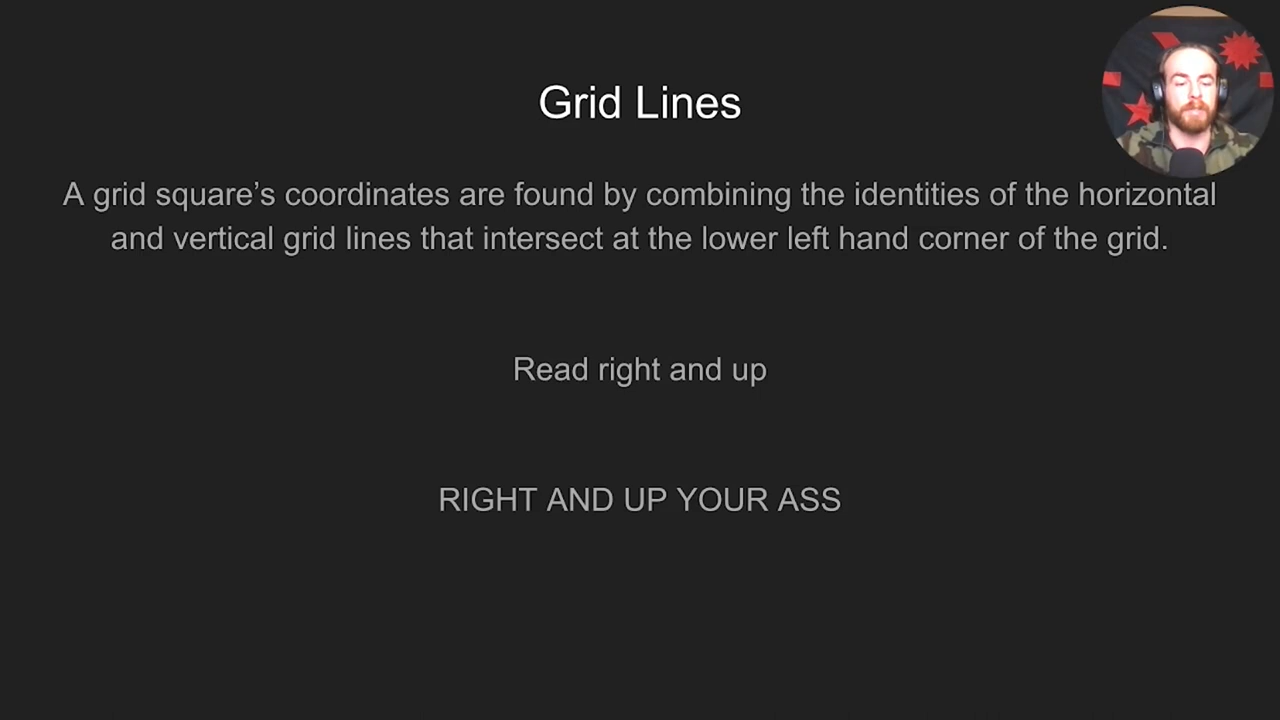 Grid Lines
A grid square’s coordinates are found by combining the identities of the horizontal
and vertical grid lines that intersect at the lower left hand corner of the grid.
Read right and up
RIGHT AND UP YOUR ASS